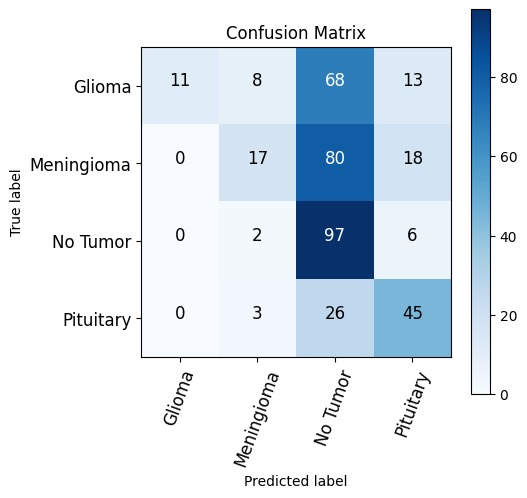 Confusion Matrix
True label
Glioma 11 8 68 13
Meningioma 0 17 80 18
No Tumor 0 2 97 6
Pituitary 0 3 26 45
Glioma Meningioma No Tumor Pituitary
Predicted label
80
60
40
20
0